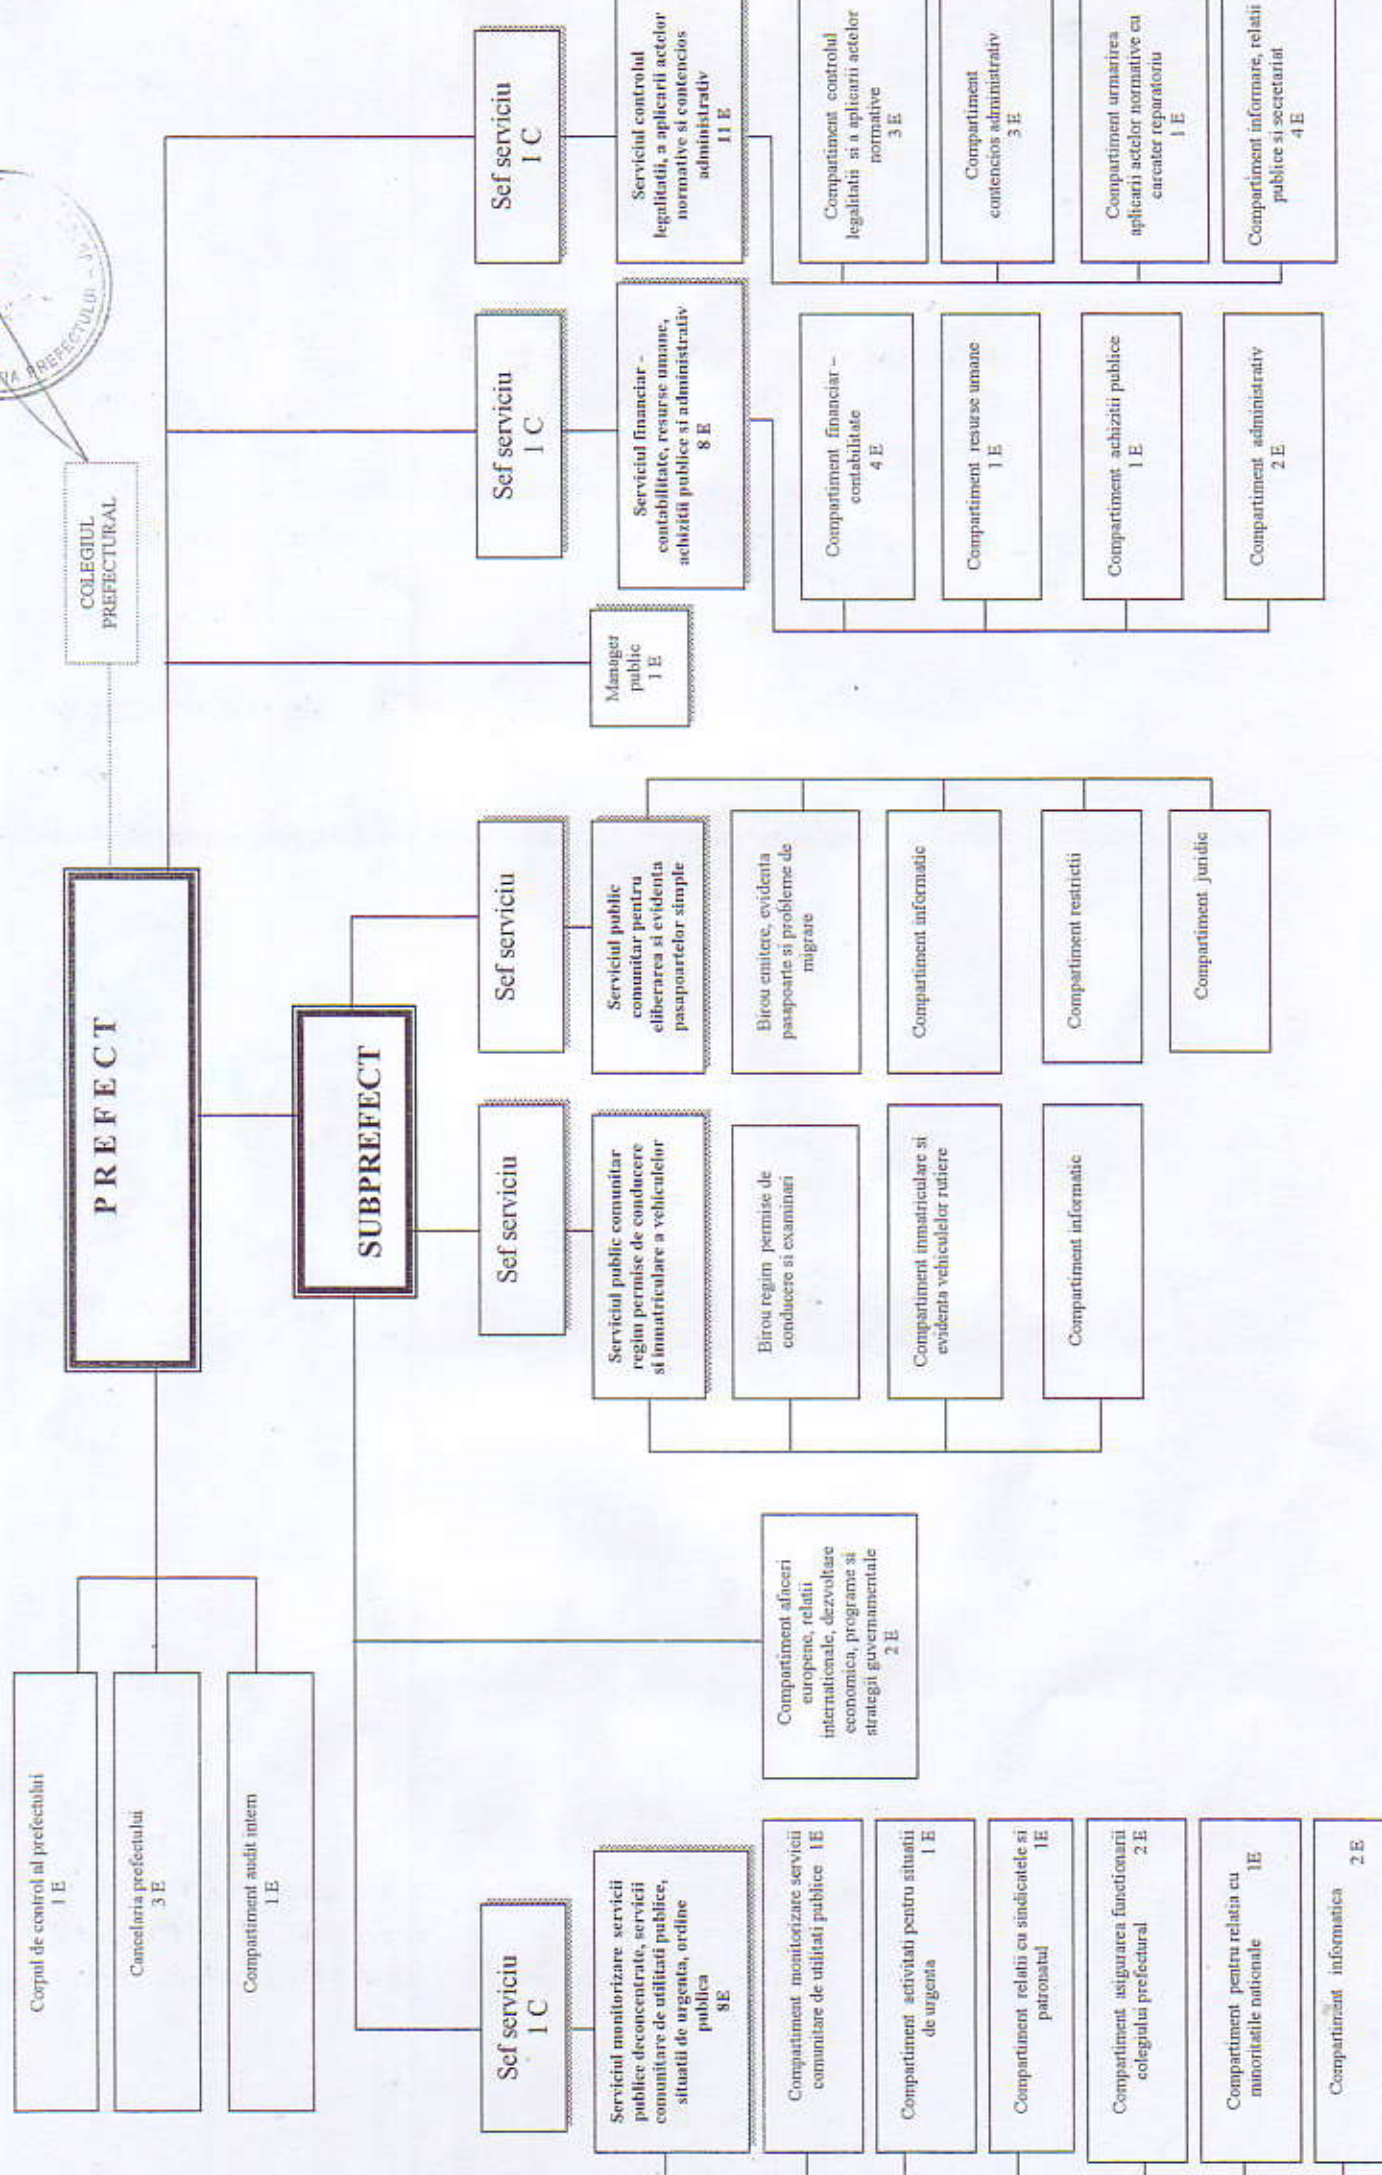 PREFECT
COLEGIUL
PREFECTURAL
PREFECTULUI
Corpul de control al prefectului
1 E
Cancelaria prefectului
3 E
Compartiment audit intern
1 E
SUBPREFECT
Sef serviciu
1 C
Serviciul monitorizare servicii
publice deconcentrate, servicii
comunitare de utilitati publice,
situatii de urgenta, ordine
publica
8E
Compartiment monitorizare servicii
comunitare de utilitati publice 1E
Compartiment activitati pentru situatii
de urgenta 1 E
Compartiment relatii cu sindicatele si
patronatul 1E
Compartiment asigurarea functionarii
colegiului prefectural 2 E
Compartiment pentru relatia cu
minoritatile nationale 1E
Compartiment informatica
2 E
Compartiment afaceri
europene, relatii
internationale, dezvoltare
economica, programe si
strategii guvernamentale
2 E
Sef serviciu
Serviciul public comunitar
regim permise de conducere
si inmatriculare a vehiculelor
Birou regim permise de
conducere si examinari
Compartiment inmatriculare si
evidenta vehiculelor rutiere
Compartiment informatic
Sef serviciu
Serviciul public
comunitar pentru
eliberarea si evidenta
pasapoartelor simple
Birou emitere, evidenta
pasapoarte si probleme de
migrare
Compartiment informatic
Compartiment restrictii
Compartiment juridic
Manager
public
1 E
Sef serviciu
1 C
Serviciul financiar –
contabilitate, resurse umane,
achizitii publice si administrativ
8 E
Compartiment financiar –
contabilitate
4 E
Compartiment resurse umane
1 E
Compartiment achizitii publice
1 E
Compartiment administrativ
2 E
Sef serviciu
1 C
Serviciul controlul
legalitatii, a aplicarii actelor
normative si contencios
administrativ
11 E
Compartiment controlul
legalitatii si a aplicarii actelor
normative
3 E
Compartiment
contencios administrativ
3 E
Compartiment urmarirea
aplicarii actelor normative cu
carcater reparatoriu
1 E
Compartiment informare, relatii
publice si secretariat
4 E